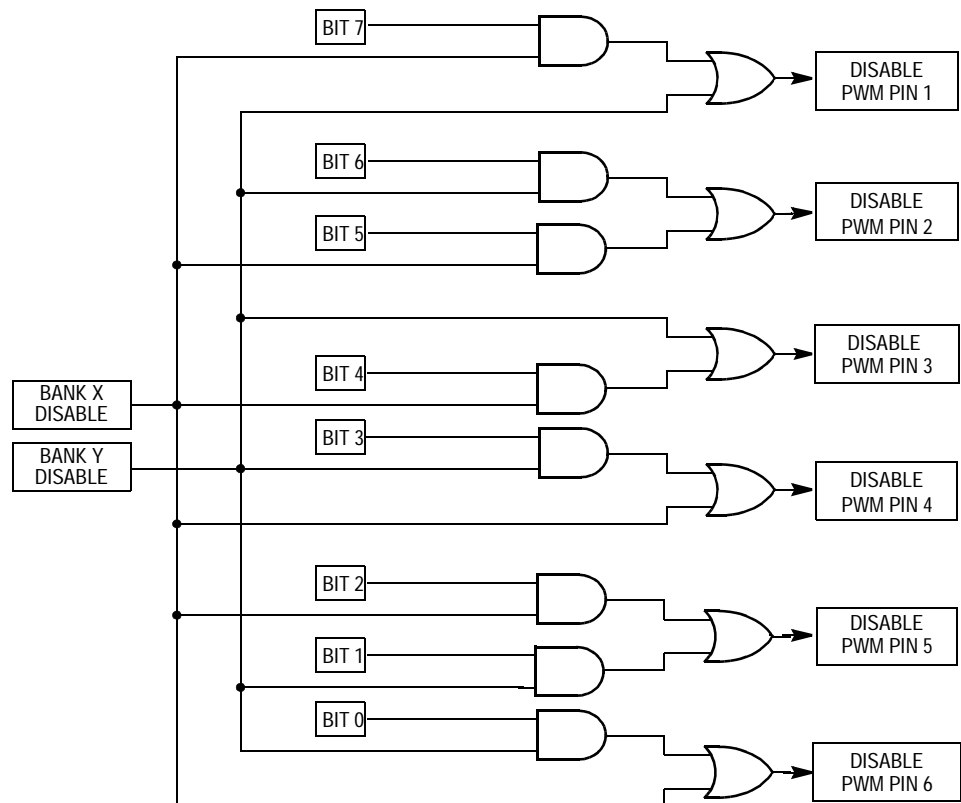 BIT 7
DISABLE
PWM PIN 1
BIT 6
DISABLE
PWM PIN 2
BIT 5
DISABLE
PWM PIN 3
BIT 4
BANK X
DISABLE
BIT 3
BANK Y
DISABLE
DISABLE
PWM PIN 4
BIT 2
DISABLE
PWM PIN 5
BIT 1
BIT 0
DISABLE
PWM PIN 6